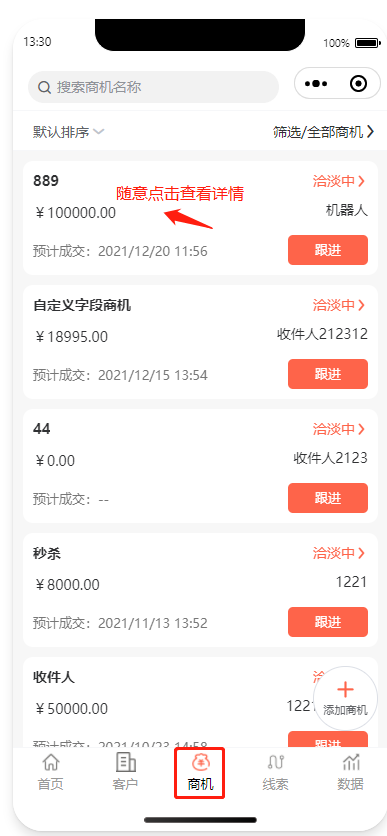 13:30 100%
搜索商机名称
默认排序 筛选/全部商机
889 洽淡中
随意点击查看详情
￥100000.00 机器人
预计成交：2021/12/20 11:56 跟进
自定义字段商机 洽淡中
￥18995.00 收件人212312
预计成交：2021/12/15 13:54 跟进
44 洽淡中
￥0.00 收件人2123
预计成交：-- 跟进
秒杀 洽淡中
￥8000.00 1221
预计成交：2021/11/13 13:52 跟进
收件人 洽
￥50000.00 122
添加商机
预计成交：2021/10/23 14:58 跟进
首页 客户 商机 线索 数据